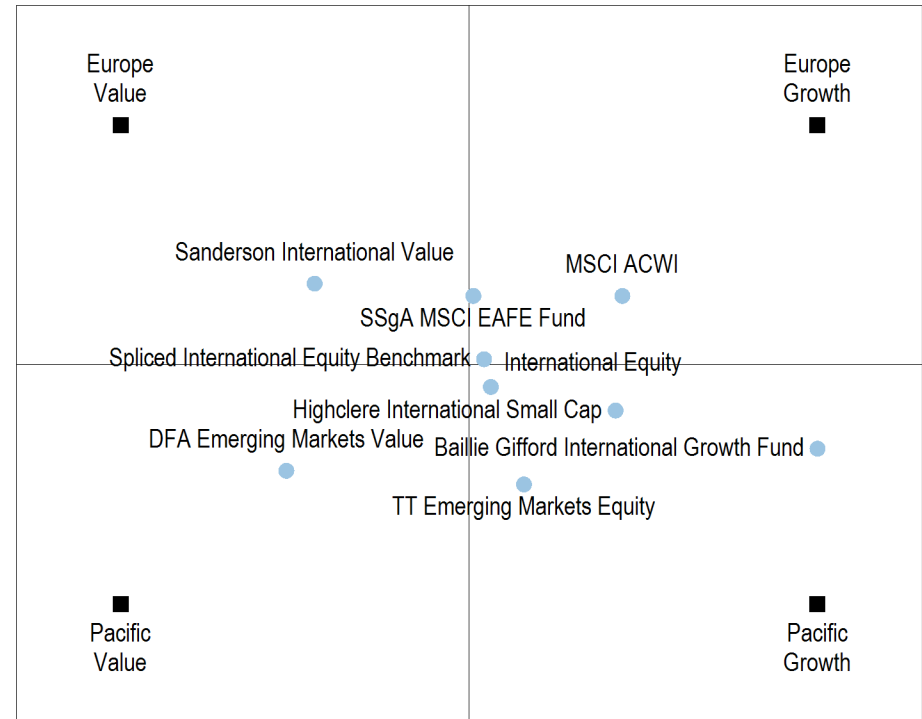 Europe
Value
Europe
Growth
Sanderson International Value
MSCI ACWI
SSgA MSCI EAFE Fund
Spliced International Equity Benchmark
International Equity
Highclere International Small Cap
DFA Emerging Markets Value
Baillie Gifford International Growth Fund
TT Emerging Markets Equity
Pacific
Value
Pacific
Growth